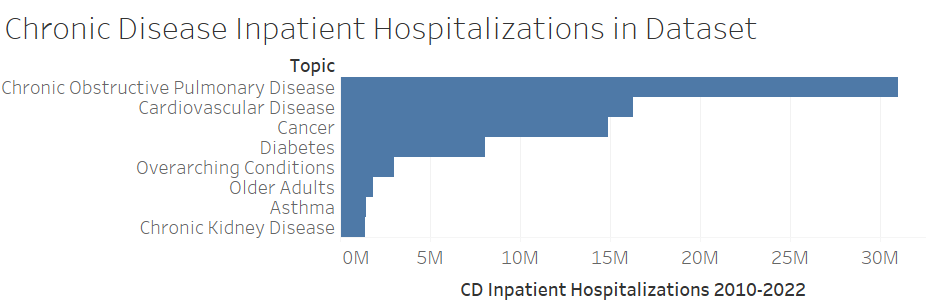 Chronic Disease Inpatient Hospitalizations in Dataset
Topic
Chronic Obstructive Pulmonary Disease
Cardiovascular Disease
Cancer
Diabetes
Overarching Conditions
Older Adults
Asthma
Chronic Kidney Disease
0M 5M 10M 15M 20M 25M 30M
CD Inpatient Hospitalizations 2010-2022